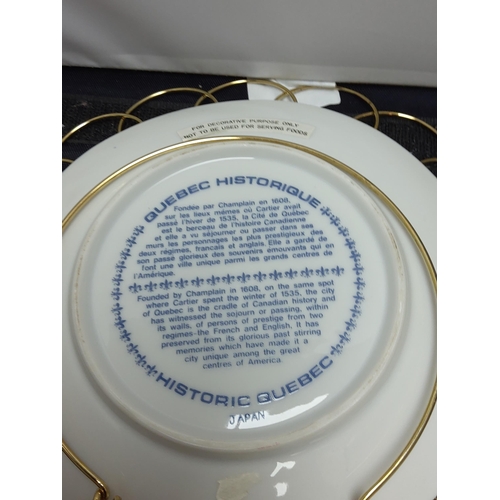 FOR DECORATIVE PURPOSE ONLY
NOT TO BE USED FOR SERVING FOODS
QUEBEC HISTORIQUE
Fondée par Champlain en 1608,
sur les lieux mêmes où Cartier avait
passé l'hiver de 1535, la Cité de Québec
est le berceau de l'histoire Canadienne
et elle a vu séjourner ou passer dans ses
murs les personnages les plus prestigieux des
deux régimes, francais et anglais. Elle a gardé de
son passé glorieux des souvenirs émouvants qui en
font une ville unique parmi les grands centres de
l'Amérique.
Founded by Champlain in 1608, on the same spot
where Cartier spent the winter of 1535, the city
of Quebec is the cradle of Canadian history and
has witnessed the sojourn or passing, within
its walls, of persons of prestige from two
regimes-the French and English. It has
preserved from its glorious past stirring
memories which have made it a
city unique among the great
centres of America.
HISTORIC QUEBEC
JAPAN